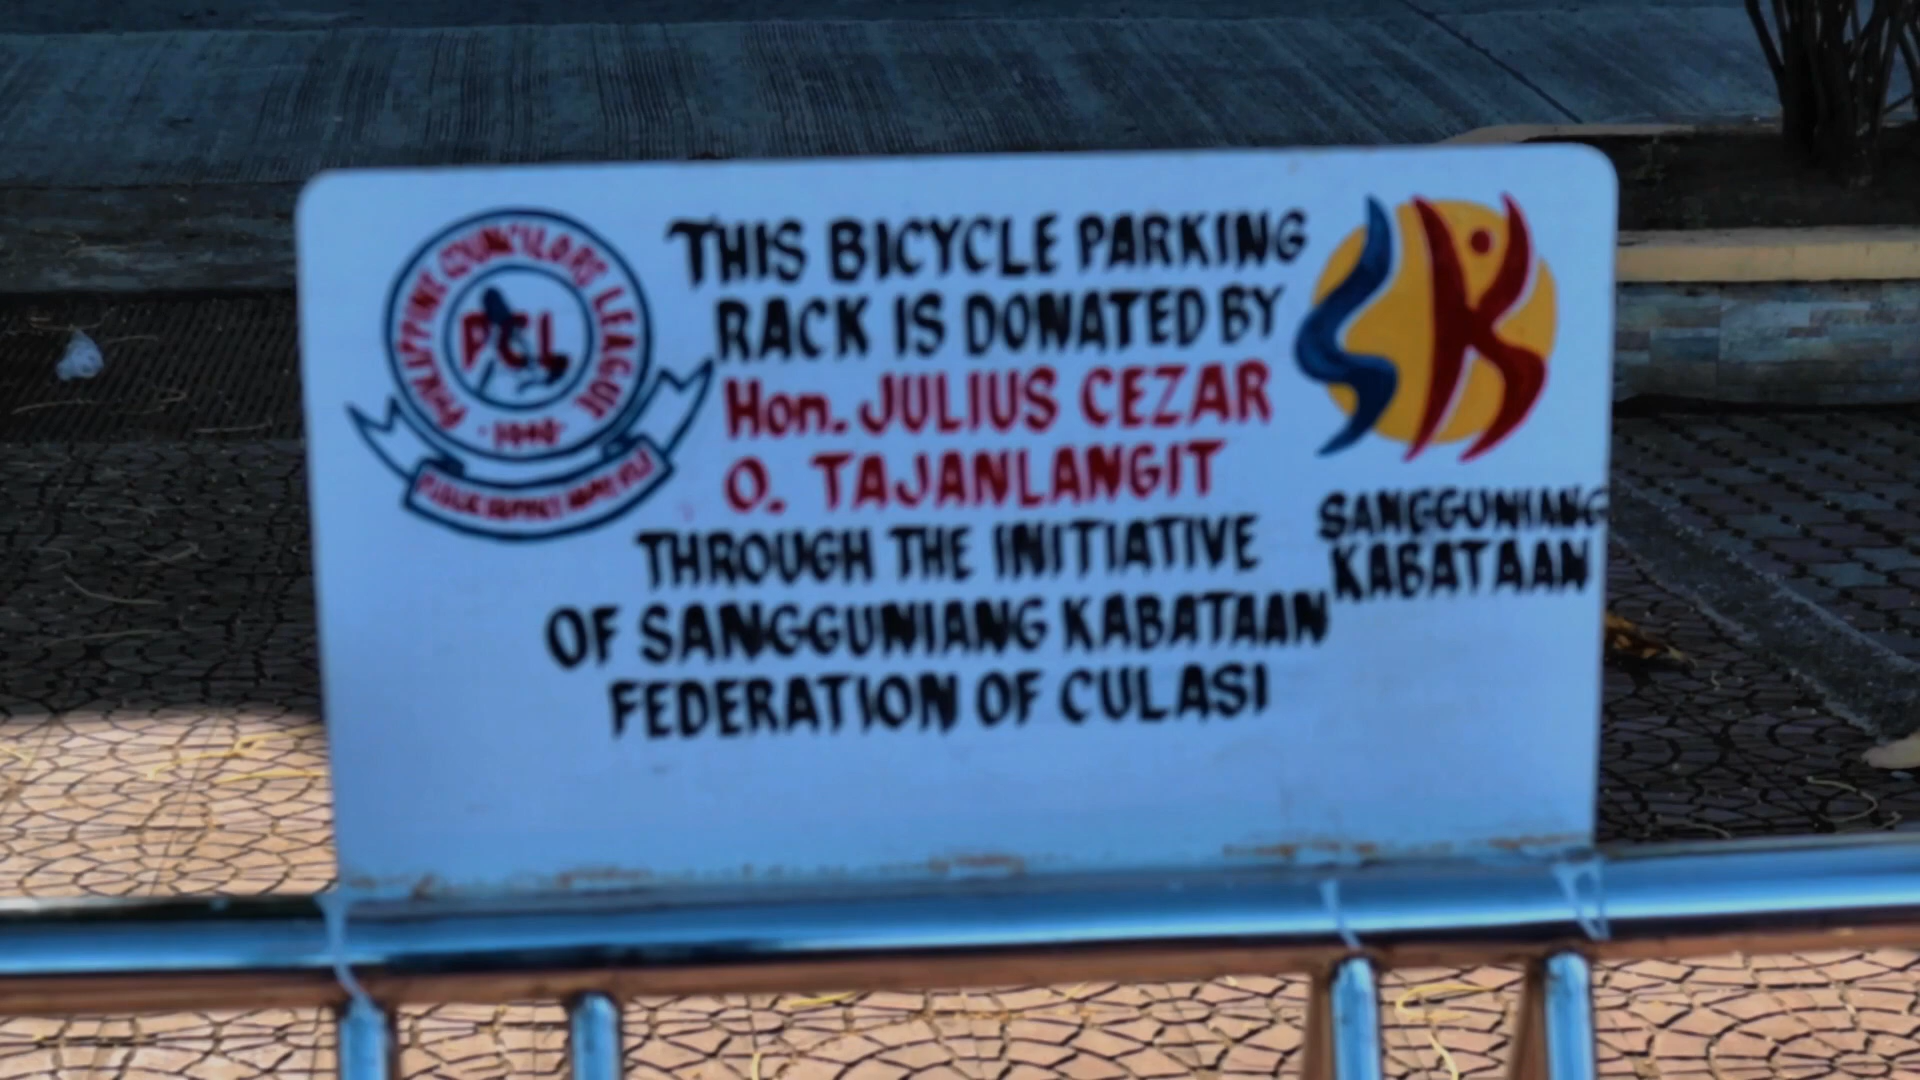 PHILIPPINE COUNCILORS LEAGUE
PCL
THIS BICYCLE PARKING
RACK IS DONATED BY
Hon. JULIUS CEZAR
O. TAJANLANGIT
THROUGH THE INITIATIVE
OF SANGGUNIANG KABATAAN
FEDERATION OF CULASI
SK
SANGGUNIANG
KABATAAN